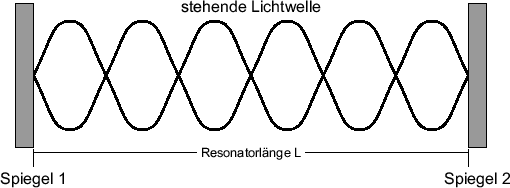 stehende Lichtwelle
Resonatorlänge L
Spiegel 1
Spiegel 2